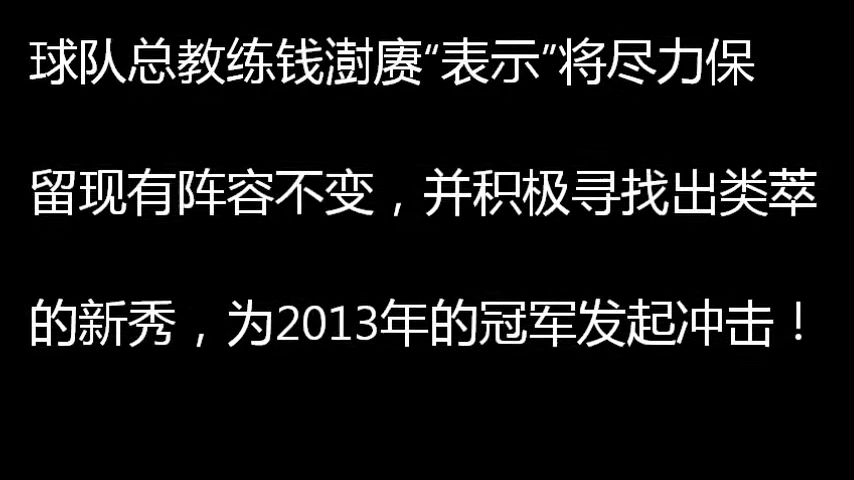 球队总教练钱澍赓“表示”将尽力保
留现有阵容不变，并积极寻找出类萃
的新秀，为2013年的冠军发起冲击！